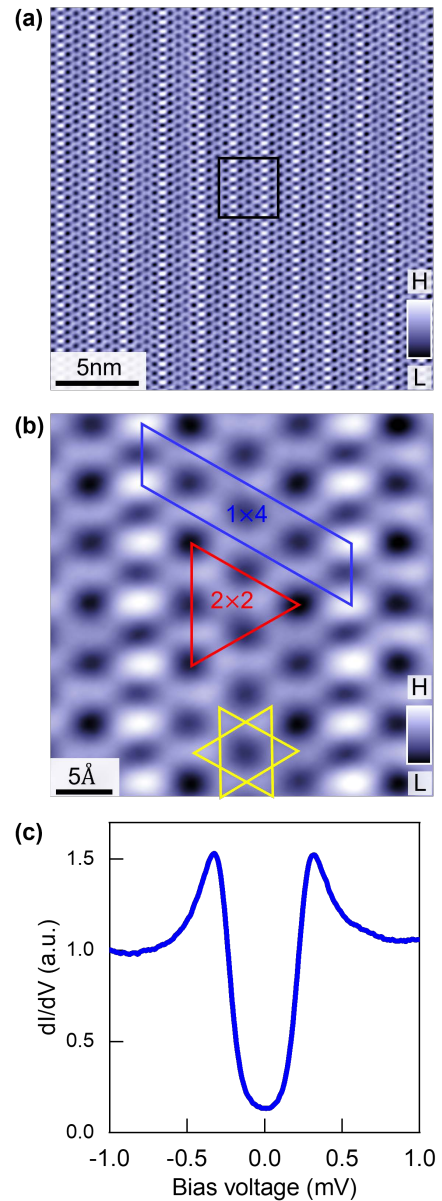 (a)
H
L
5nm
(b)
1×4
2×2
H
L
5Å
(c)
1.5
1.0
0.5
0.0
dI/dV (a.u.)
-1.0 -0.5 0.0 0.5 1.0
Bias voltage (mV)